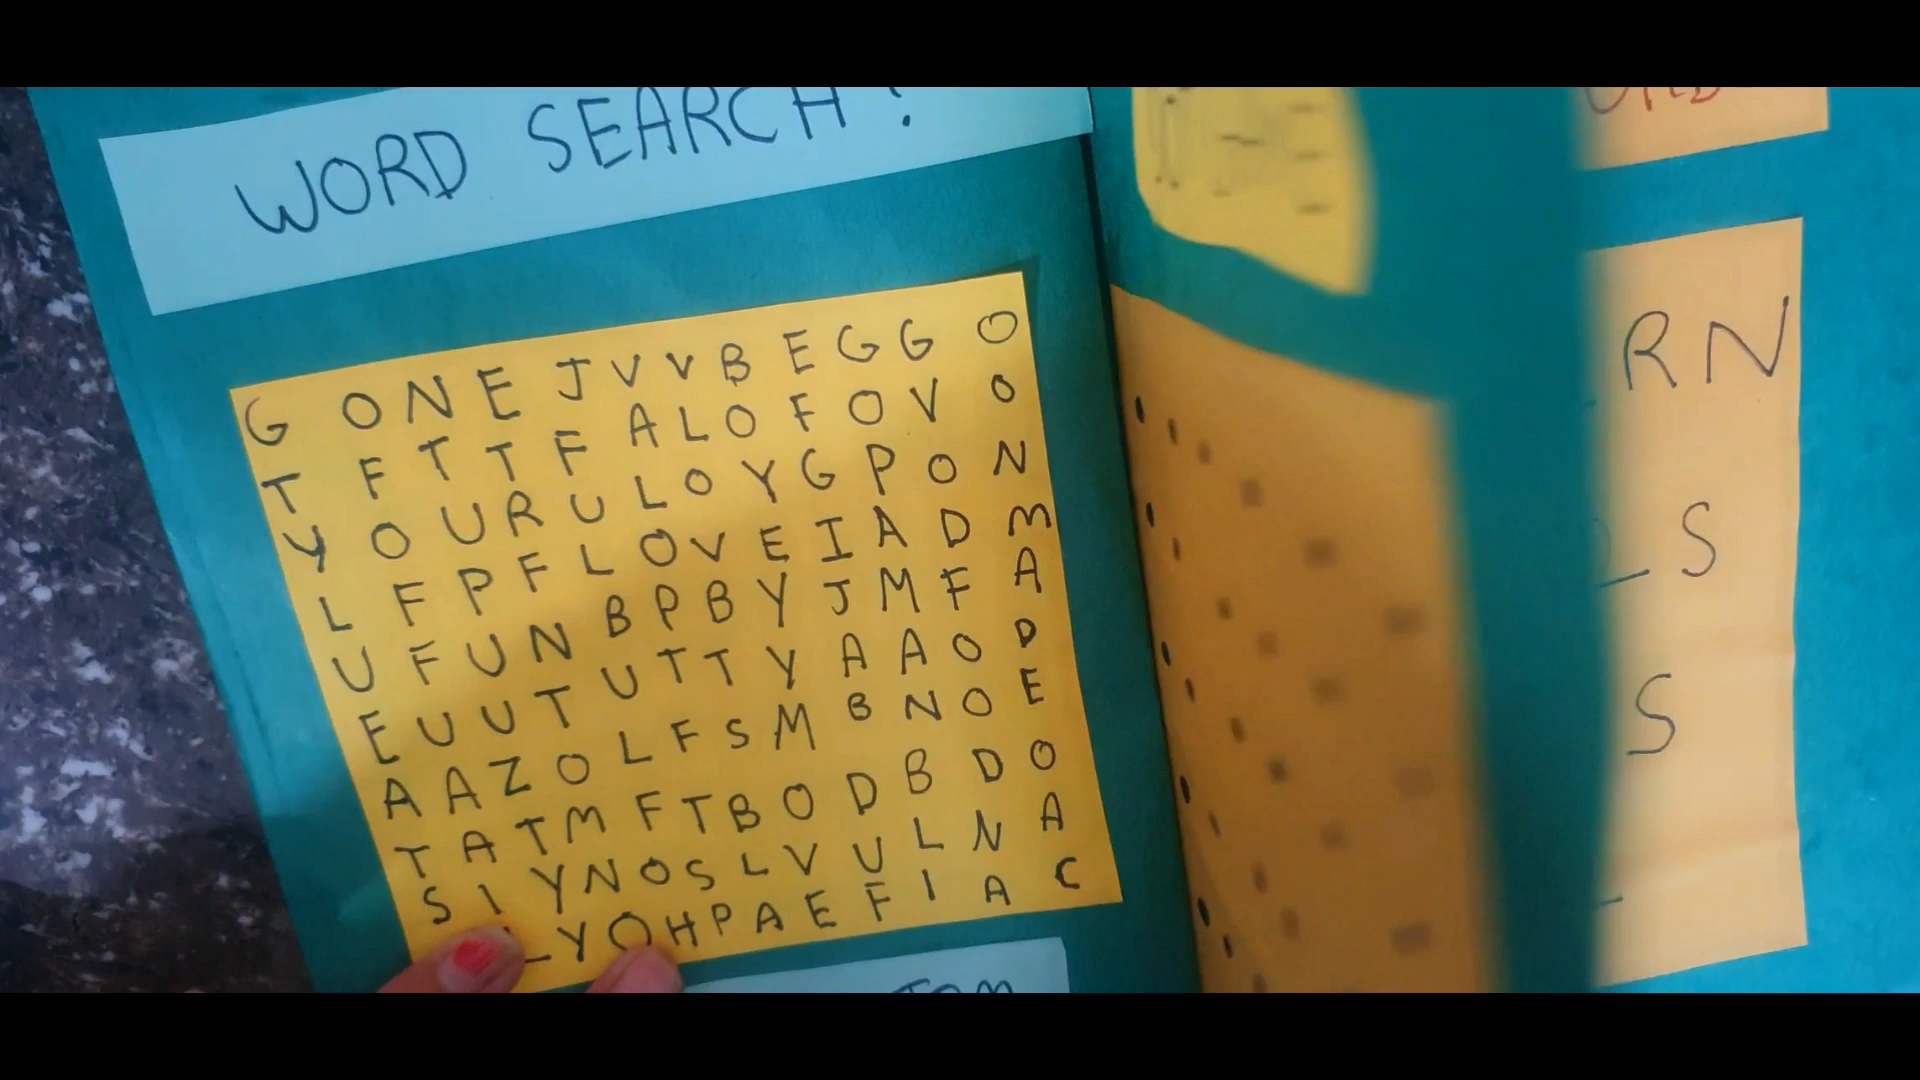 WORD SEARCH!
G O N E J V V B E G G O
T F T T F A L O F O V O
Y O U R U L O Y G P O N
L F P F L O V E I A D M
U F U N B P B Y J M F A
E U U T U T T Y A A O D
A A Z O L F S M B N O E
T A T M F T B O D B D O
S I Y N O S L V U L N A
Y O H P A E F I A C
RN
S
S